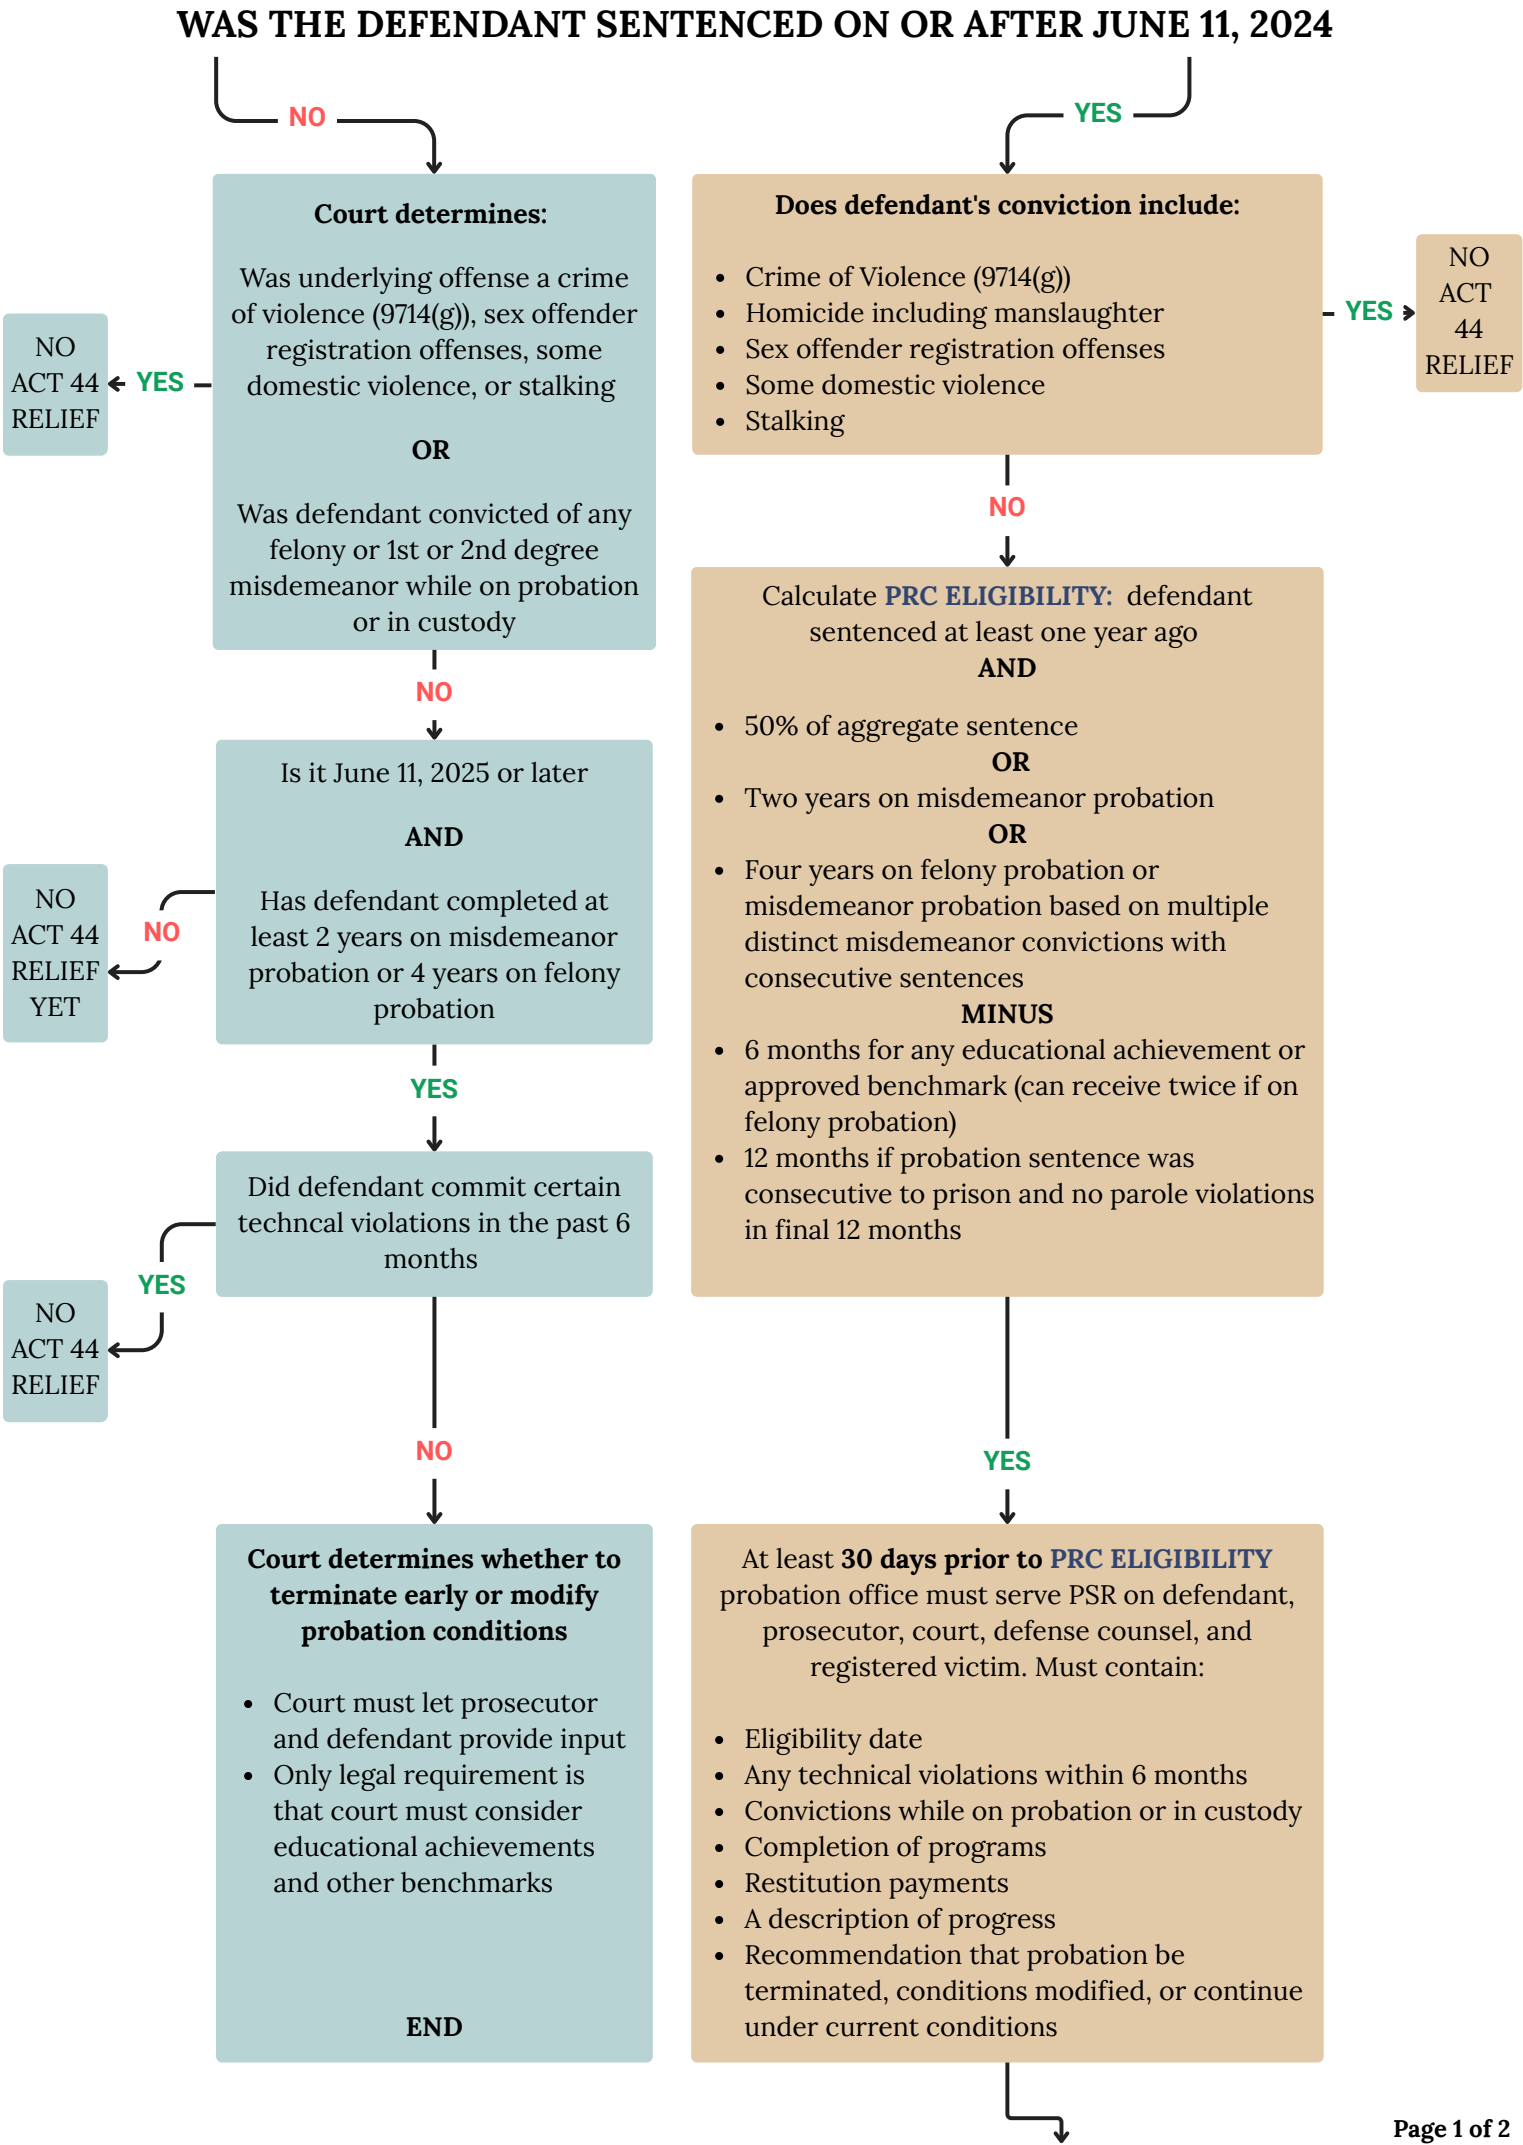 WAS THE DEFENDANT SENTENCED ON OR AFTER JUNE 11, 2024
NO
Court determines:
Was underlying offense a crime
of violence (9714(g)), sex offender
registration offenses, some
domestic violence, or stalking
OR
Was defendant convicted of any
felony or 1st or 2nd degree
misdemeanor while on probation
or in custody
YES
NO
ACT 44
RELIEF
NO
Is it June 11, 2025 or later
AND
Has defendant completed at
least 2 years on misdemeanor
probation or 4 years on felony
probation
NO
NO
ACT 44
RELIEF
YET
YES
Did defendant commit certain
techncal violations in the past 6
months
YES
NO
ACT 44
RELIEF
NO
Court determines whether to
terminate early or modify
probation conditions
• Court must let prosecutor
and defendant provide input
• Only legal requirement is
that court must consider
educational achievements
and other benchmarks
END
YES
Does defendant's conviction include:
• Crime of Violence (9714(g))
• Homicide including manslaughter
• Sex offender registration offenses
• Some domestic violence
• Stalking
YES
NO
ACT
44
RELIEF
NO
Calculate PRC ELIGIBILITY: defendant
sentenced at least one year ago
AND
• 50% of aggregate sentence
OR
• Two years on misdemeanor probation
OR
• Four years on felony probation or
misdemeanor probation based on multiple
distinct misdemeanor convictions with
consecutive sentences
MINUS
• 6 months for any educational achievement or
approved benchmark (can receive twice if on
felony probation)
• 12 months if probation sentence was
consecutive to prison and no parole violations
in final 12 months
YES
At least 30 days prior to PRC ELIGIBILITY
probation office must serve PSR on defendant,
prosecutor, court, defense counsel, and
registered victim. Must contain:
• Eligibility date
• Any technical violations within 6 months
• Convictions while on probation or in custody
• Completion of programs
• Restitution payments
• A description of progress
• Recommendation that probation be
terminated, conditions modified, or continue
under current conditions
Page 1 of 2